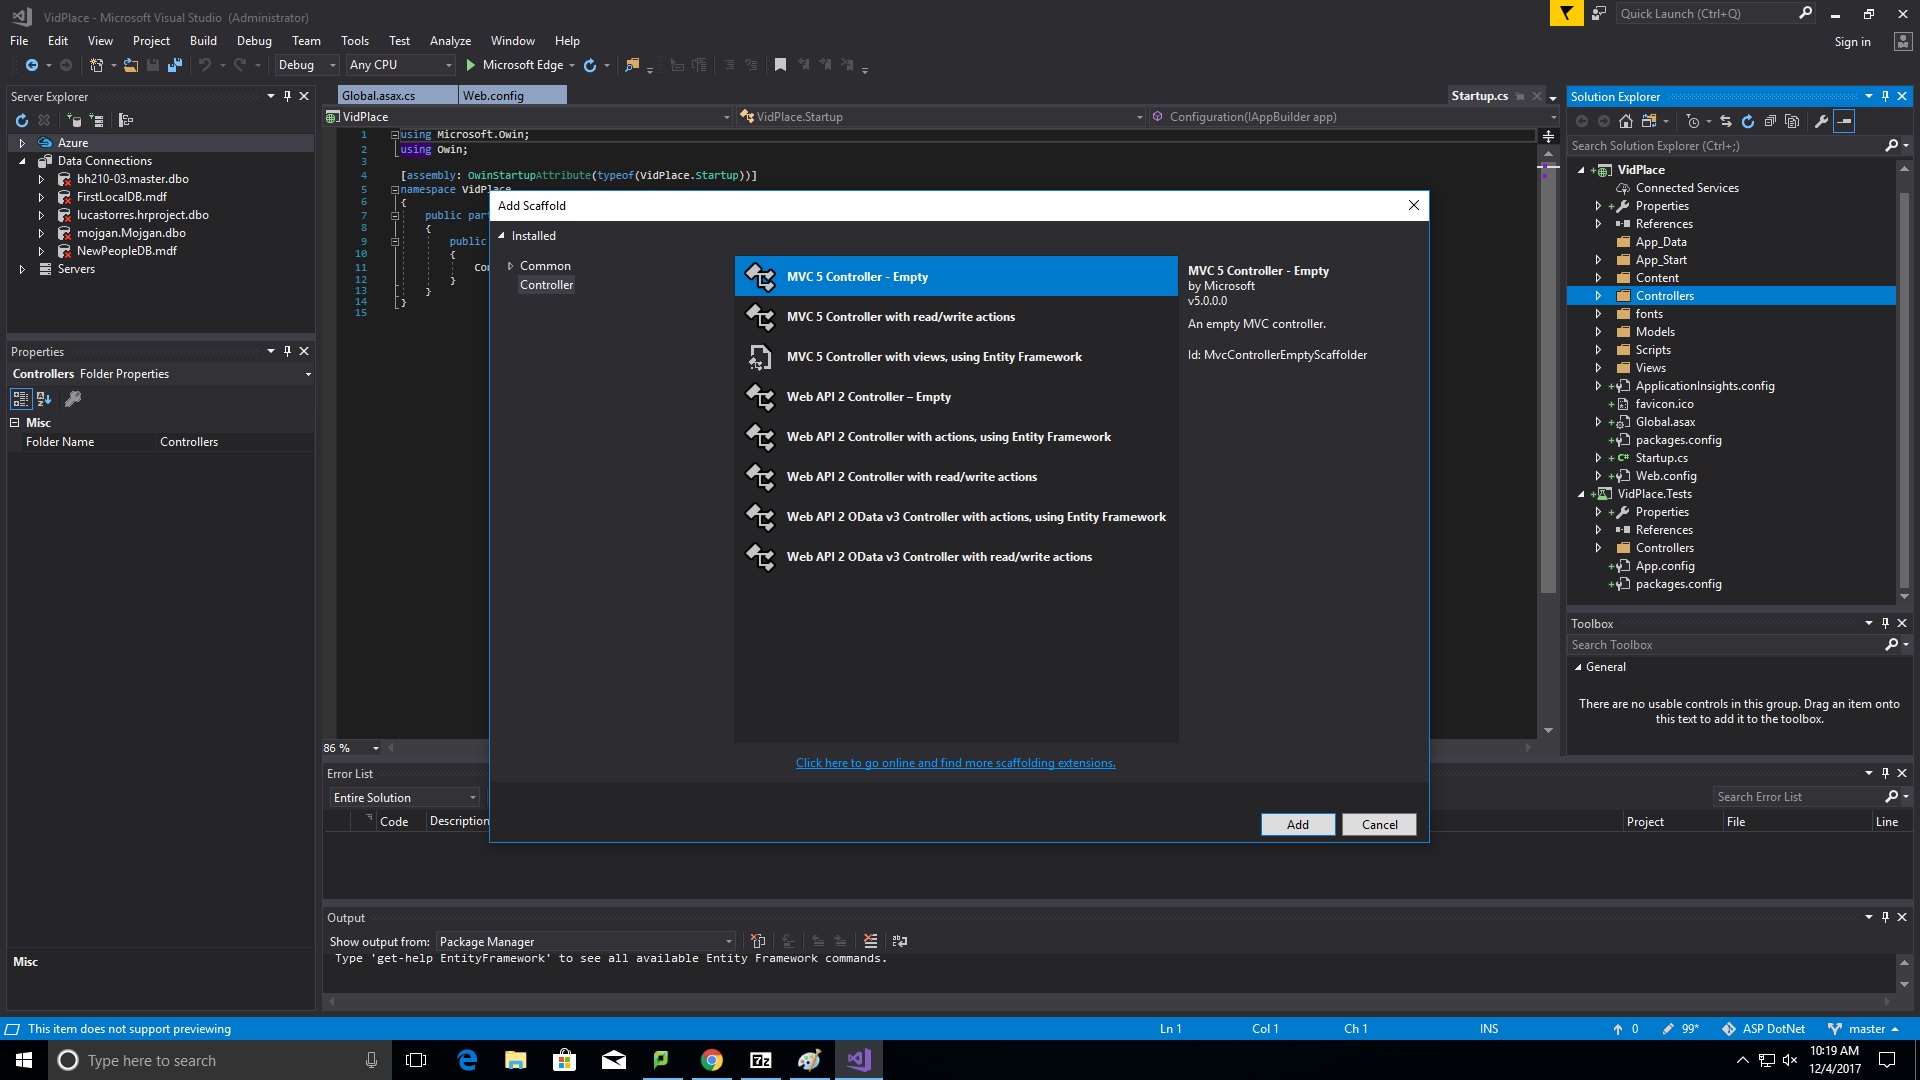 VidPlace - Microsoft Visual Studio (Administrator)
Quick Launch (Ctrl+Q)
File Edit View Project Build Debug Team Tools Test Analyze Window Help
Sign in
Debug Any CPU Microsoft Edge
Server Explorer
Azure
Data Connections
bh210-03.master.dbo
FirstLocalDB.mdf
lucastorres.hrproject.dbo
mojgan.Mojgan.dbo
NewPeopleDB.mdf
Servers
Properties
Controllers Folder Properties
Misc
Folder Name Controllers
Misc
Global.asax.cs Web.config Startup.cs
VidPlace VidPlace.Startup Configuration(IAppBuilder app)
1 using Microsoft.Owin;
2 using Owin;
3
4 [assembly: OwinStartupAttribute(typeof(VidPlace.Startup))]
5 namespace VidPlace
6 {
7 public par
8 {
9 public
10 {
11 Co
12 }
13 }
14 }
15
86 %
Add Scaffold
Installed
Common
Controller
MVC 5 Controller - Empty
MVC 5 Controller with read/write actions
MVC 5 Controller with views, using Entity Framework
Web API 2 Controller – Empty
Web API 2 Controller with actions, using Entity Framework
Web API 2 Controller with read/write actions
Web API 2 OData v3 Controller with actions, using Entity Framework
Web API 2 OData v3 Controller with read/write actions
MVC 5 Controller - Empty
by Microsoft
v5.0.0.0
An empty MVC controller.
Id: MvcControllerEmptyScaffolder
Click here to go online and find more scaffolding extensions.
Add Cancel
Solution Explorer
Search Solution Explorer (Ctrl+;)
VidPlace
Connected Services
Properties
References
App_Data
App_Start
Content
Controllers
fonts
Models
Scripts
Views
ApplicationInsights.config
favicon.ico
Global.asax
packages.config
C# Startup.cs
Web.config
VidPlace.Tests
Properties
References
Controllers
App.config
packages.config
Toolbox
Search Toolbox
General
There are no usable controls in this group. Drag an item onto
this text to add it to the toolbox.
Error List
Entire Solution
Search Error List
Code Description Project File Line
Output
Show output from: Package Manager
Type 'get-help EntityFramework' to see all available Entity Framework commands.
This item does not support previewing Ln 1 Col 1 Ch 1 INS 0 99* ASP DotNet master
Type here to search
7z
10:19 AM
12/4/2017